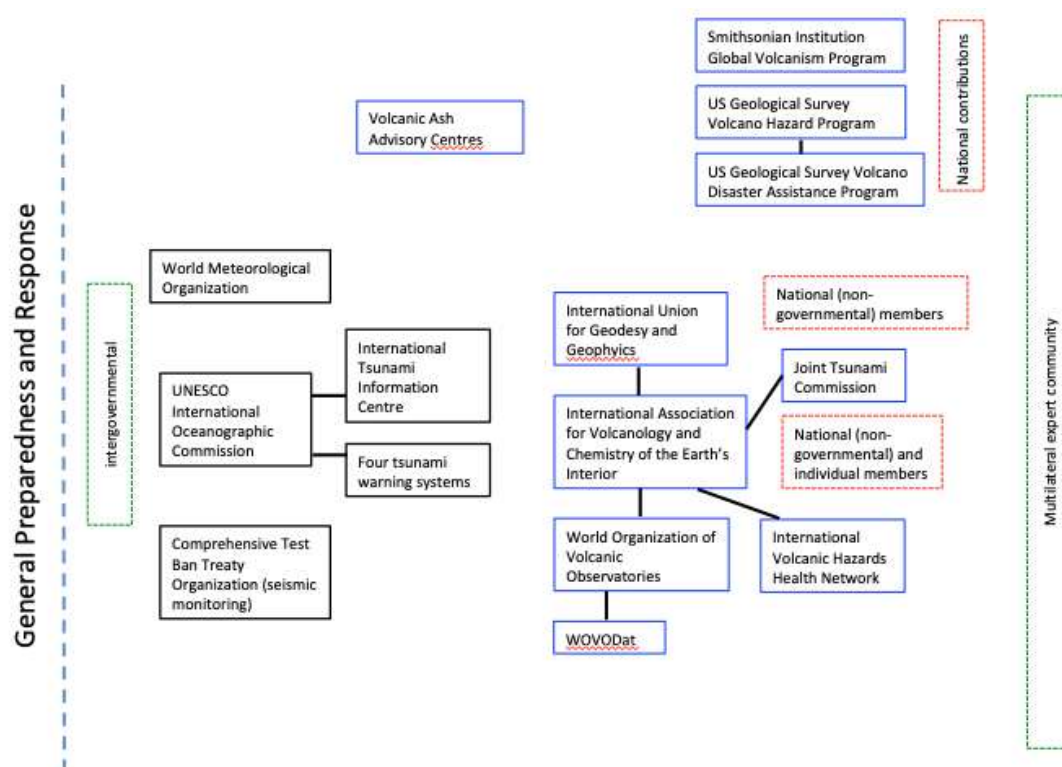 Smithsonian Institution
Global Volcanism Program
US Geological Survey
Volcano Hazard Program
US Geological Survey Volcano
Disaster Assistance Program
National contributions
Volcanic Ash
Advisory Centres
General Preparedness and Response
World Meteorological
Organization
intergovernmental
UNESCO
International
Oceanographic
Commission
International
Tsunami
Information
Centre
Four tsunami
warning systems
Comprehensive Test
Ban Treaty
Organization (seismic
monitoring)
International Union
for Geodesy and
Geophyics
National (non-
governmental) members
Joint Tsunami
Commission
International Association
for Volcanology and
Chemistry of the Earth's
Interior
National (non-
governmental) and
individual members
World Organization of
Volcanic
Observatories
International
Volcanic Hazards
Health Network
WOVODat
Multilateral expert community